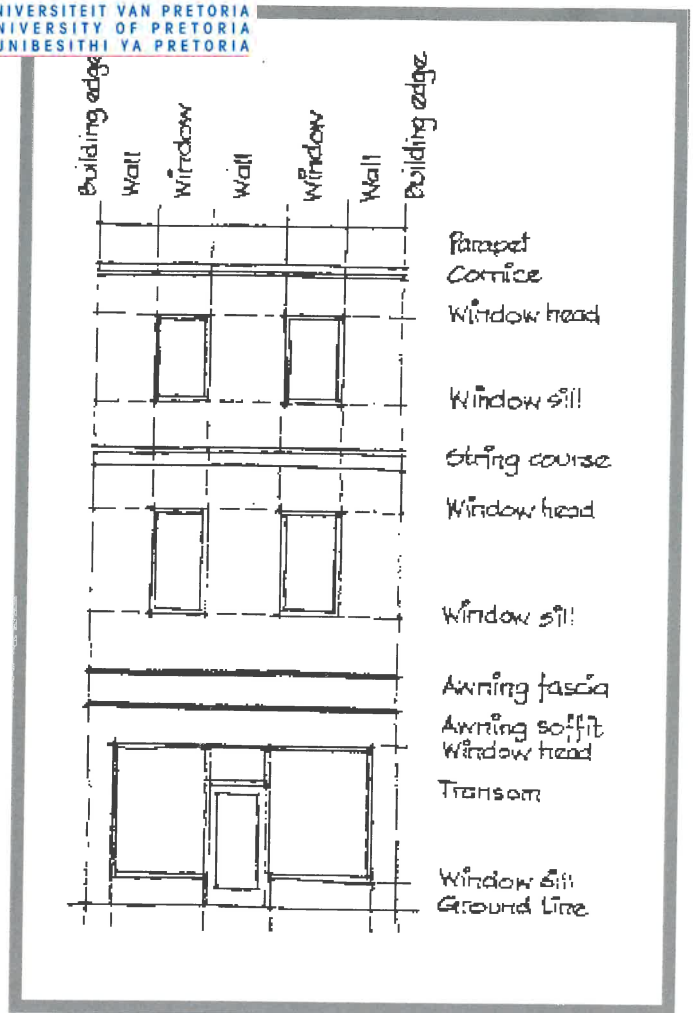 NIVERSITEIT VAN PRETORIA
NIVERSITY OF PRETORIA
UNIBESITHI YA PRETORIA
Building edge
Wall
Window
Wall
Window
Wall
Building edge
Parapet
Cornice
Window head
Window sill
String course
Window head
Window sill
Awning fascia
Awning soffit
Window head
Transom
Window sill
Ground line